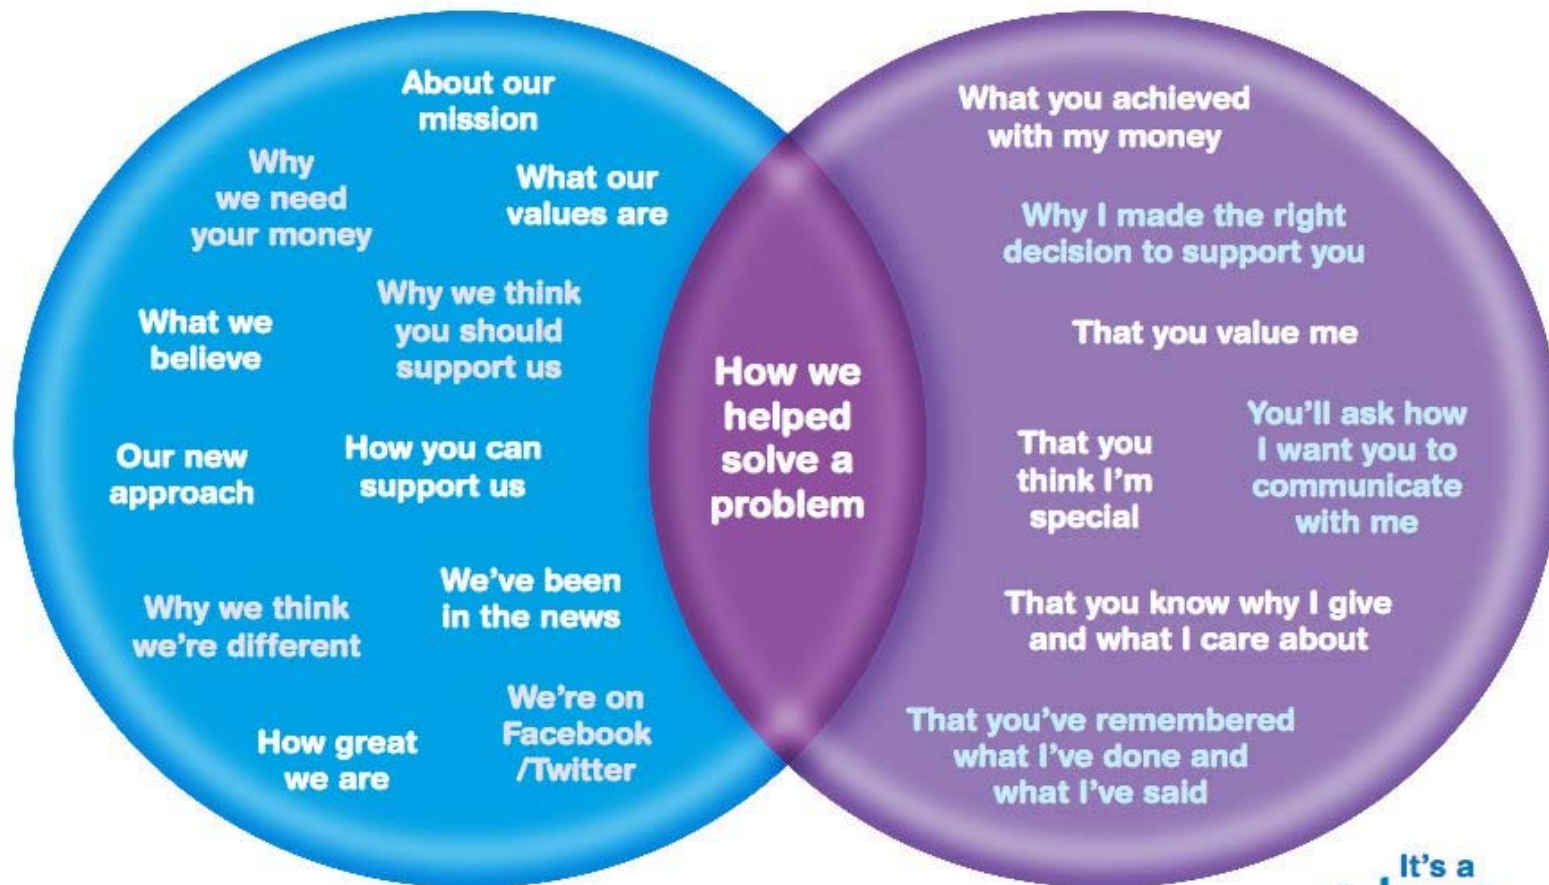 About our
mission
Why
we need
your money
What our
values are
What we
believe
Why we think
you should
support us
Our new
approach
How you can
support us
Why we think
we're different
We've been
in the news
How great
we are
We're on
Facebook
/Twitter
How we
helped
solve a
problem
What you achieved
with my money
Why I made the right
decision to support you
That you value me
That you
think I'm
special
You'll ask how
I want you to
communicate
with me
That you know why I give
and what I care about
That you've remembered
what I've done and
what I've said
It's a